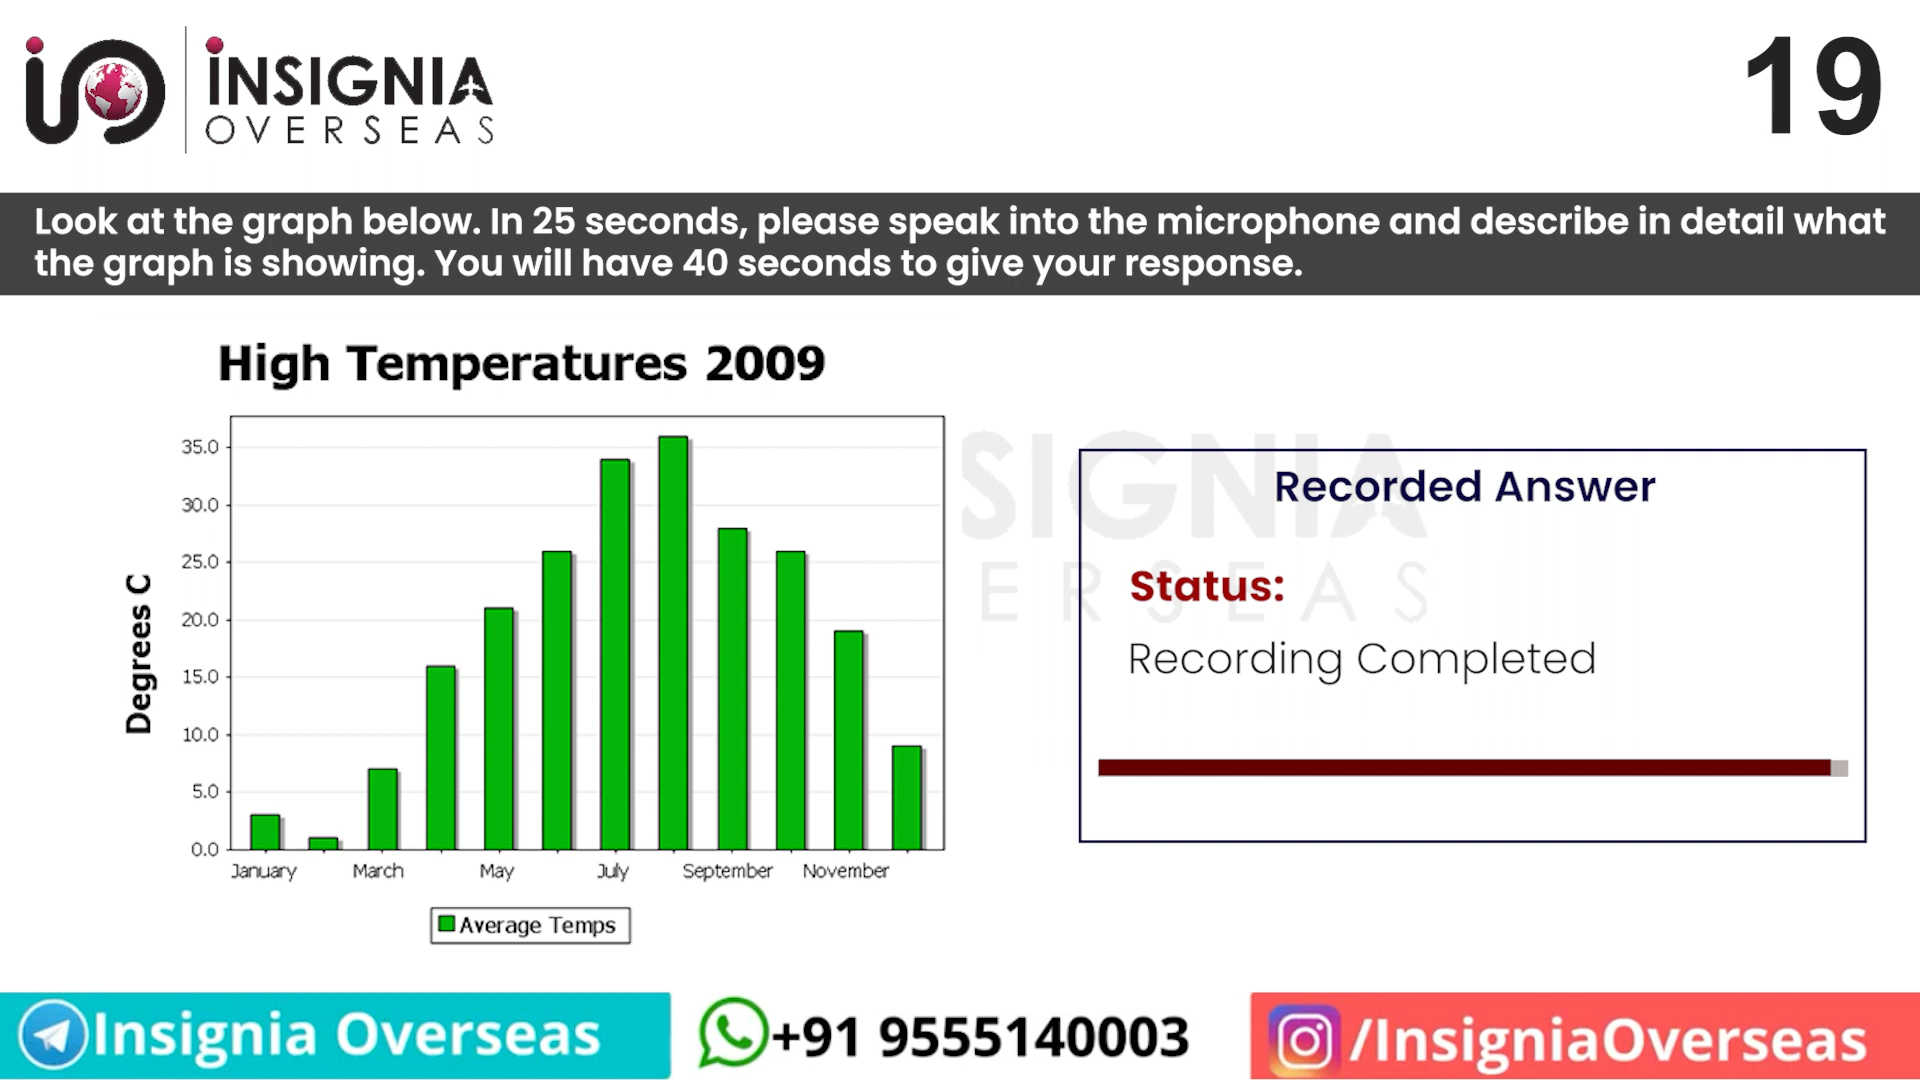 INSIGNIA
OVERSEAS
19
Look at the graph below. In 25 seconds, please speak into the microphone and describe in detail what
the graph is showing. You will have 40 seconds to give your response.
High Temperatures 2009
35.0
30.0
25.0
20.0
15.0
10.0
5.0
0.0
Degrees C
January March May July September November
Average Temps
SIGNIA
ERSEAS
Recorded Answer
Status:
Recording Completed
Insignia Overseas
+91 9555140003
/InsigniaOverseas